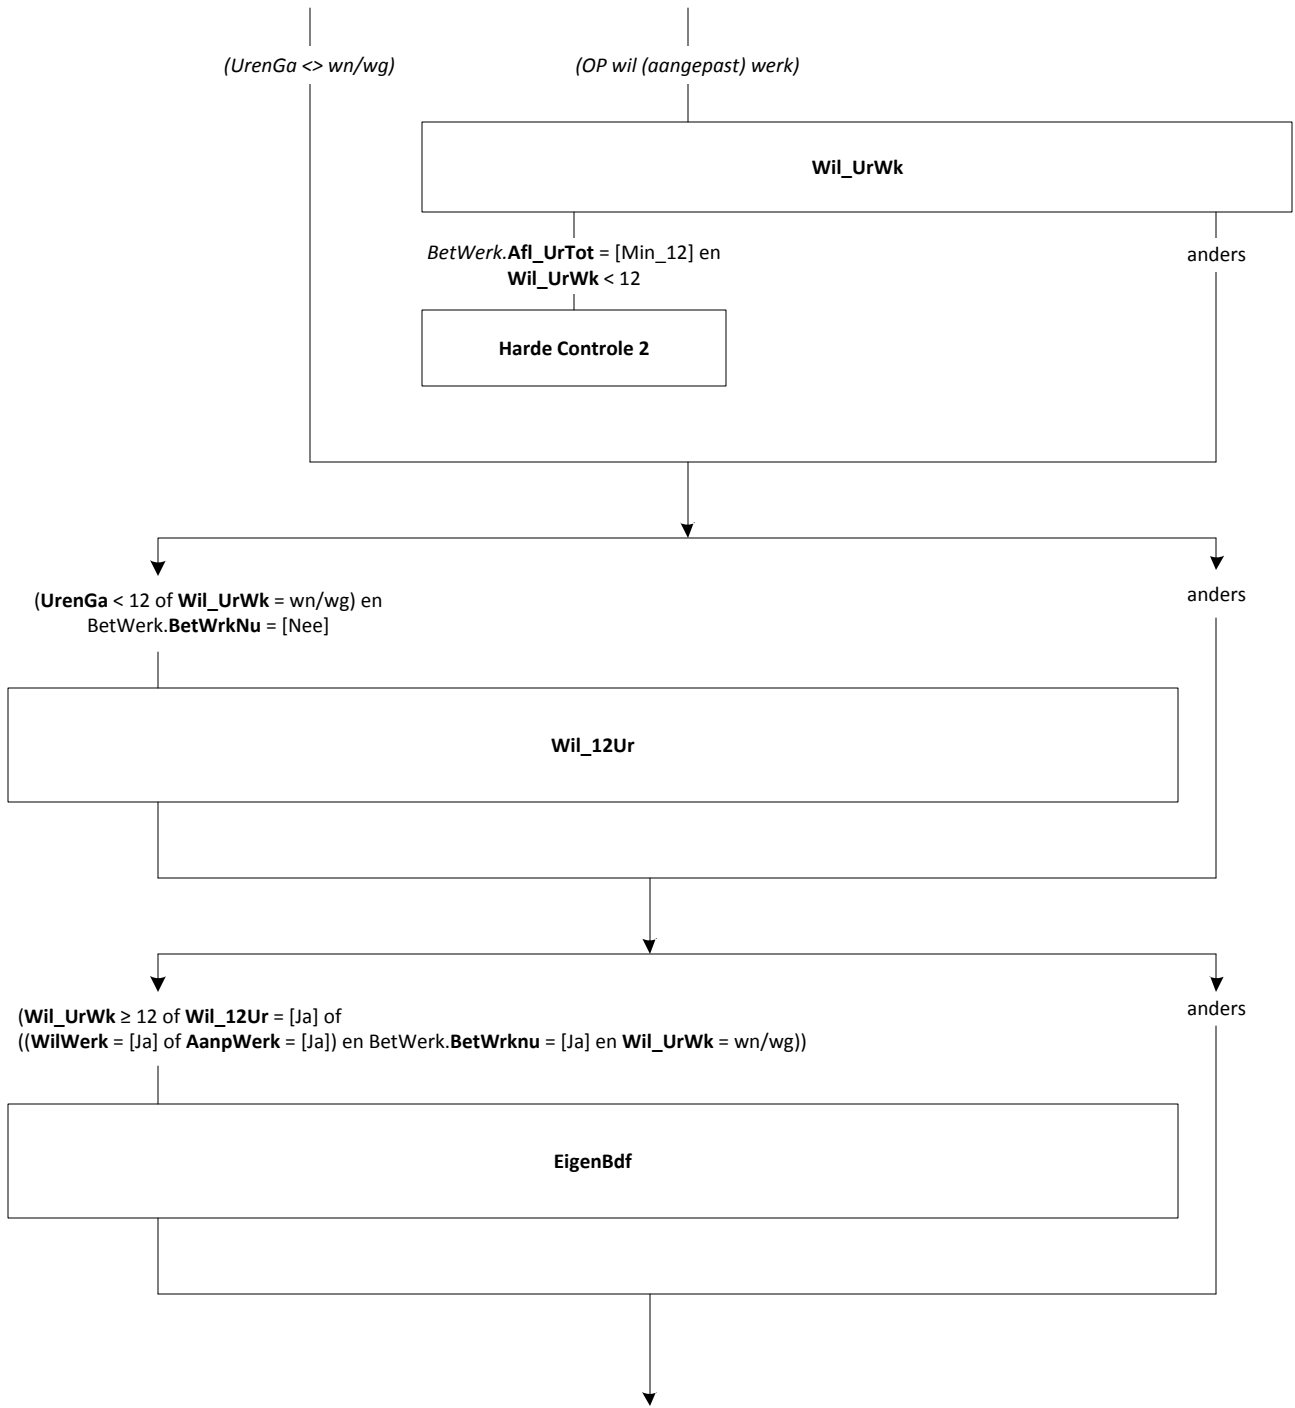 (UrenGa <> wn/wg)
(OP wil (aangepast) werk)
Wil_UrWk
BetWerk.Afl_UrTot = [Min_12] en
Wil_UrWk < 12
anders
Harde Controle 2
(UrenGa < 12 of Wil_UrWk = wn/wg) en
BetWerk.BetWrkNu = [Nee]
anders
Wil_12Ur
(Wil_UrWk ≥ 12 of Wil_12Ur = [Ja] of
((WilWerk = [Ja] of AanpWerk = [Ja]) en BetWerk.BetWrknu = [Ja] en Wil_UrWk = wn/wg))
anders
EigenBdf